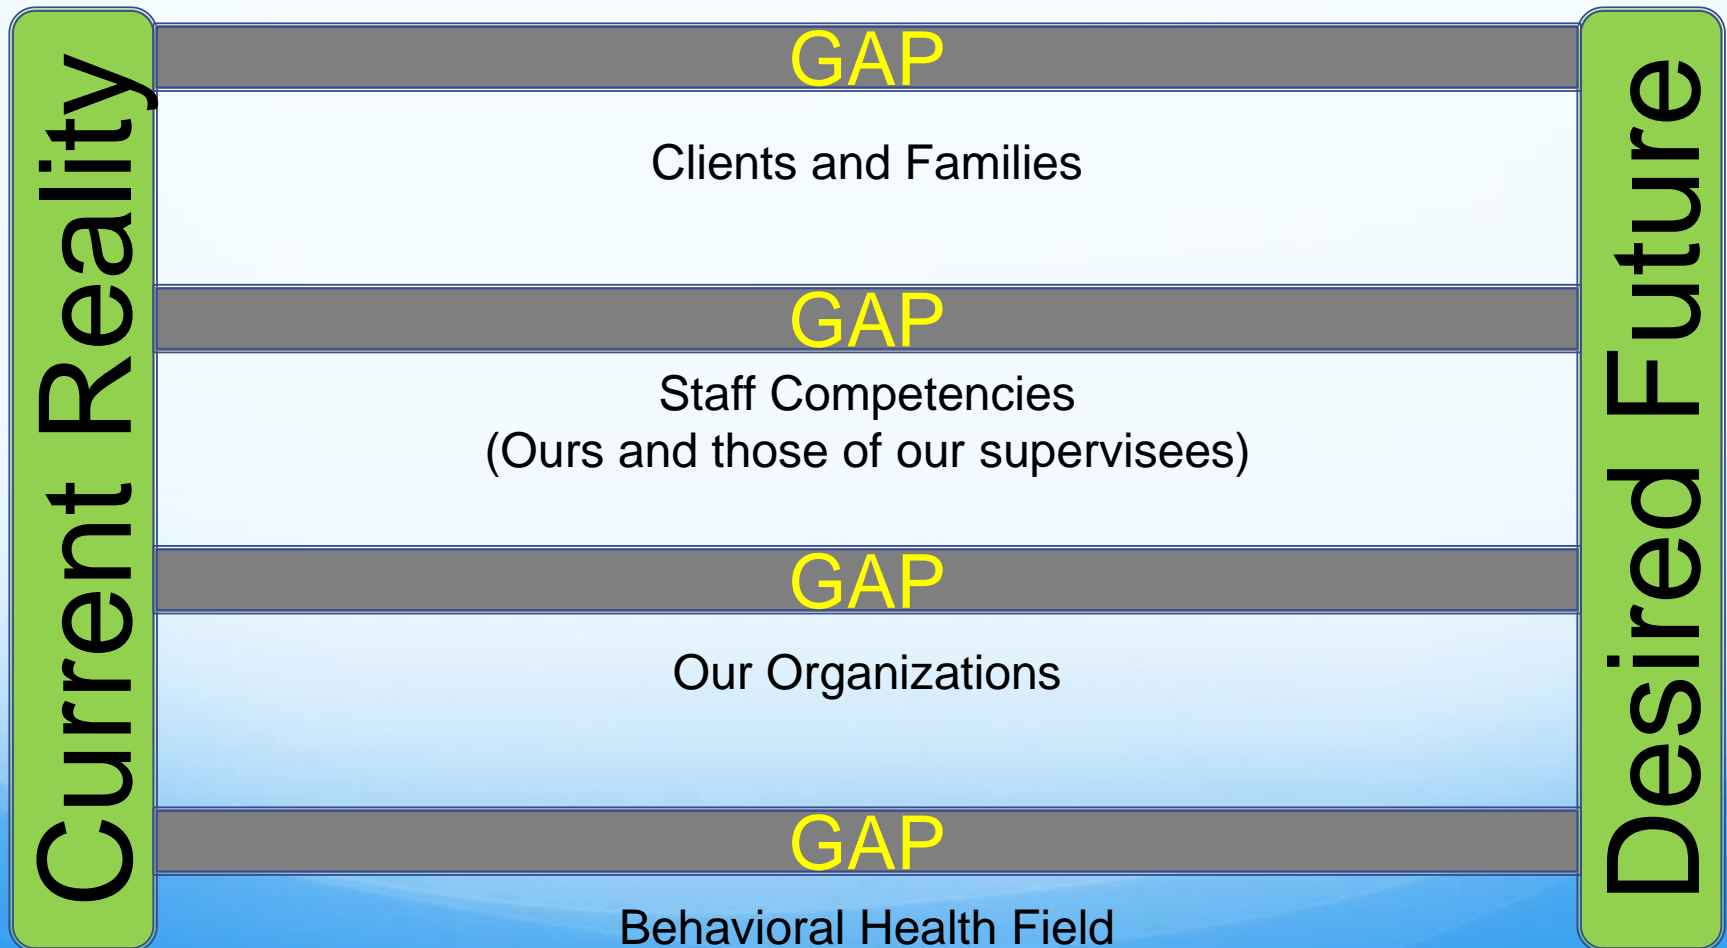 Current Reality
GAP
Clients and Families
GAP
Staff Competencies
(Ours and those of our supervisees)
GAP
Our Organizations
GAP
Behavioral Health Field
Desired Future